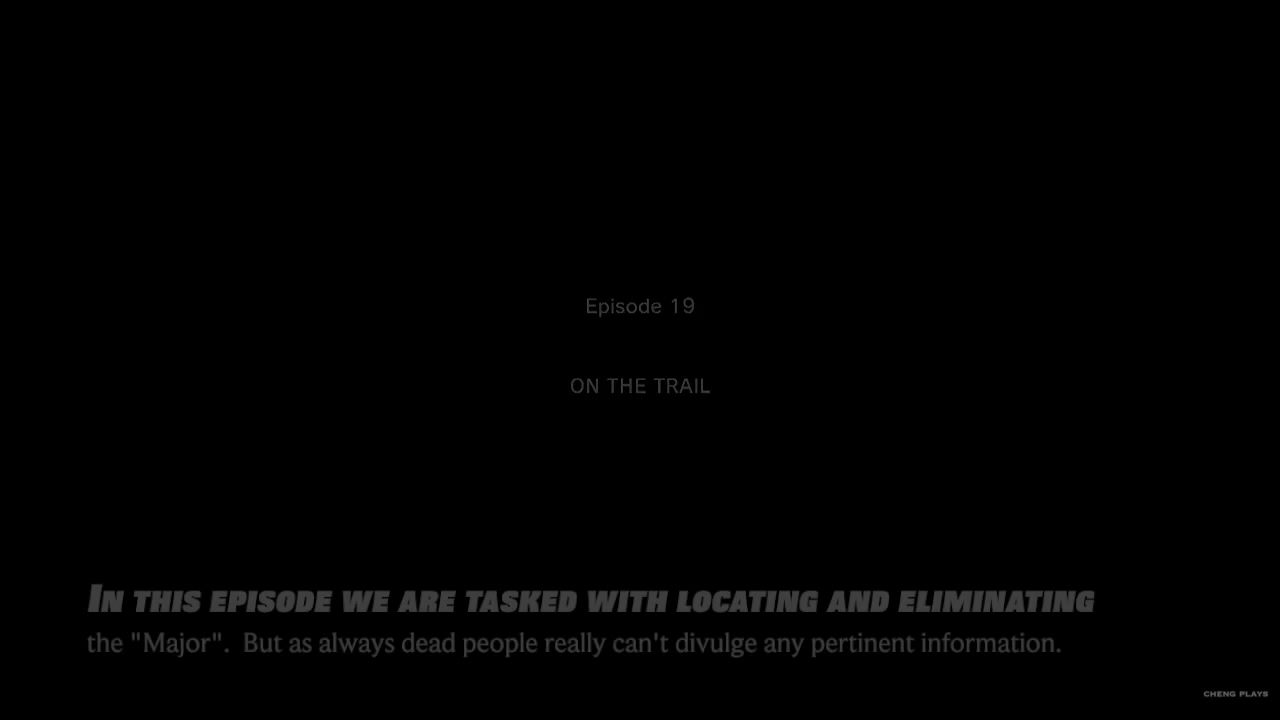 Episode 19
ON THE TRAIL
IN THIS EPISODE WE ARE TASKED WITH LOCATING AND ELIMINATING
the "Major".  But as always dead people really can't divulge any pertinent information.
CHENG PLAYS